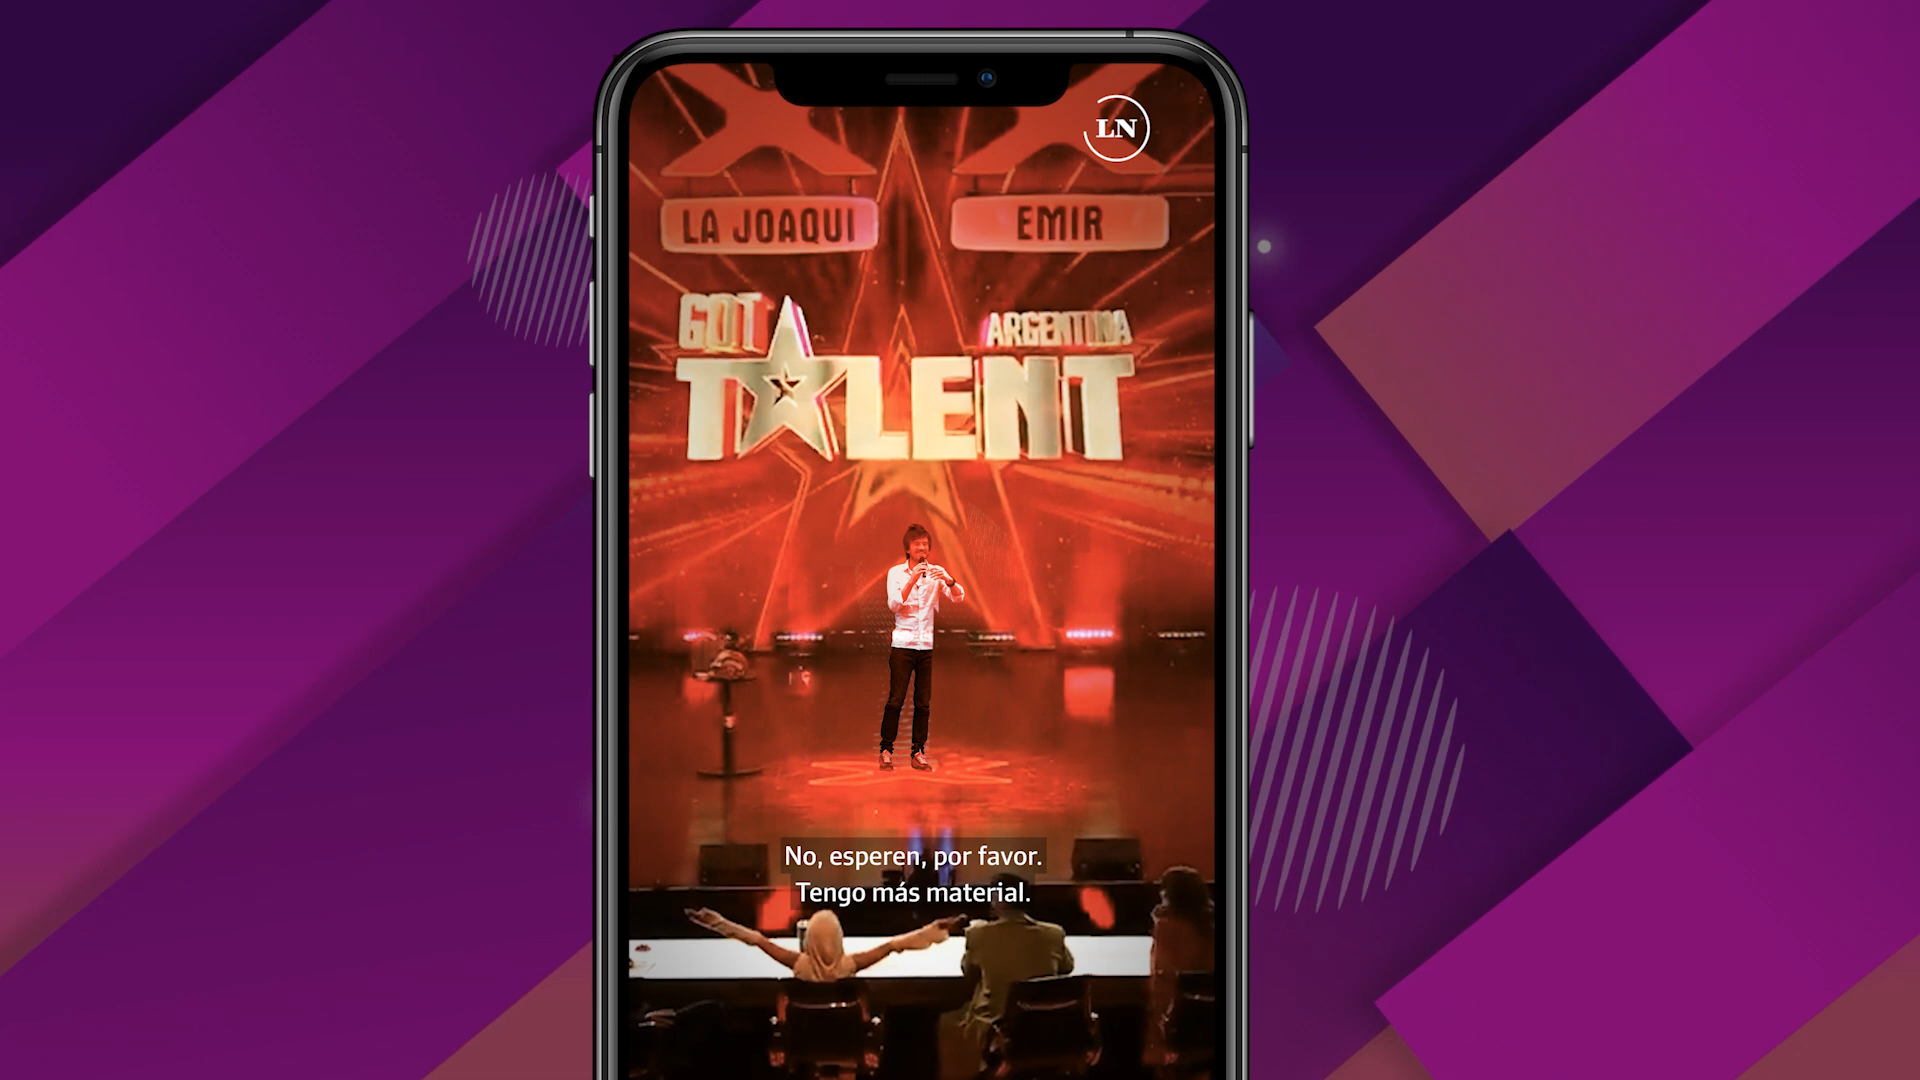 LN
LA JOAQUI
EMIR
GOT
ARGENTINA
TALENT
No, esperen, por favor.
Tengo más material.